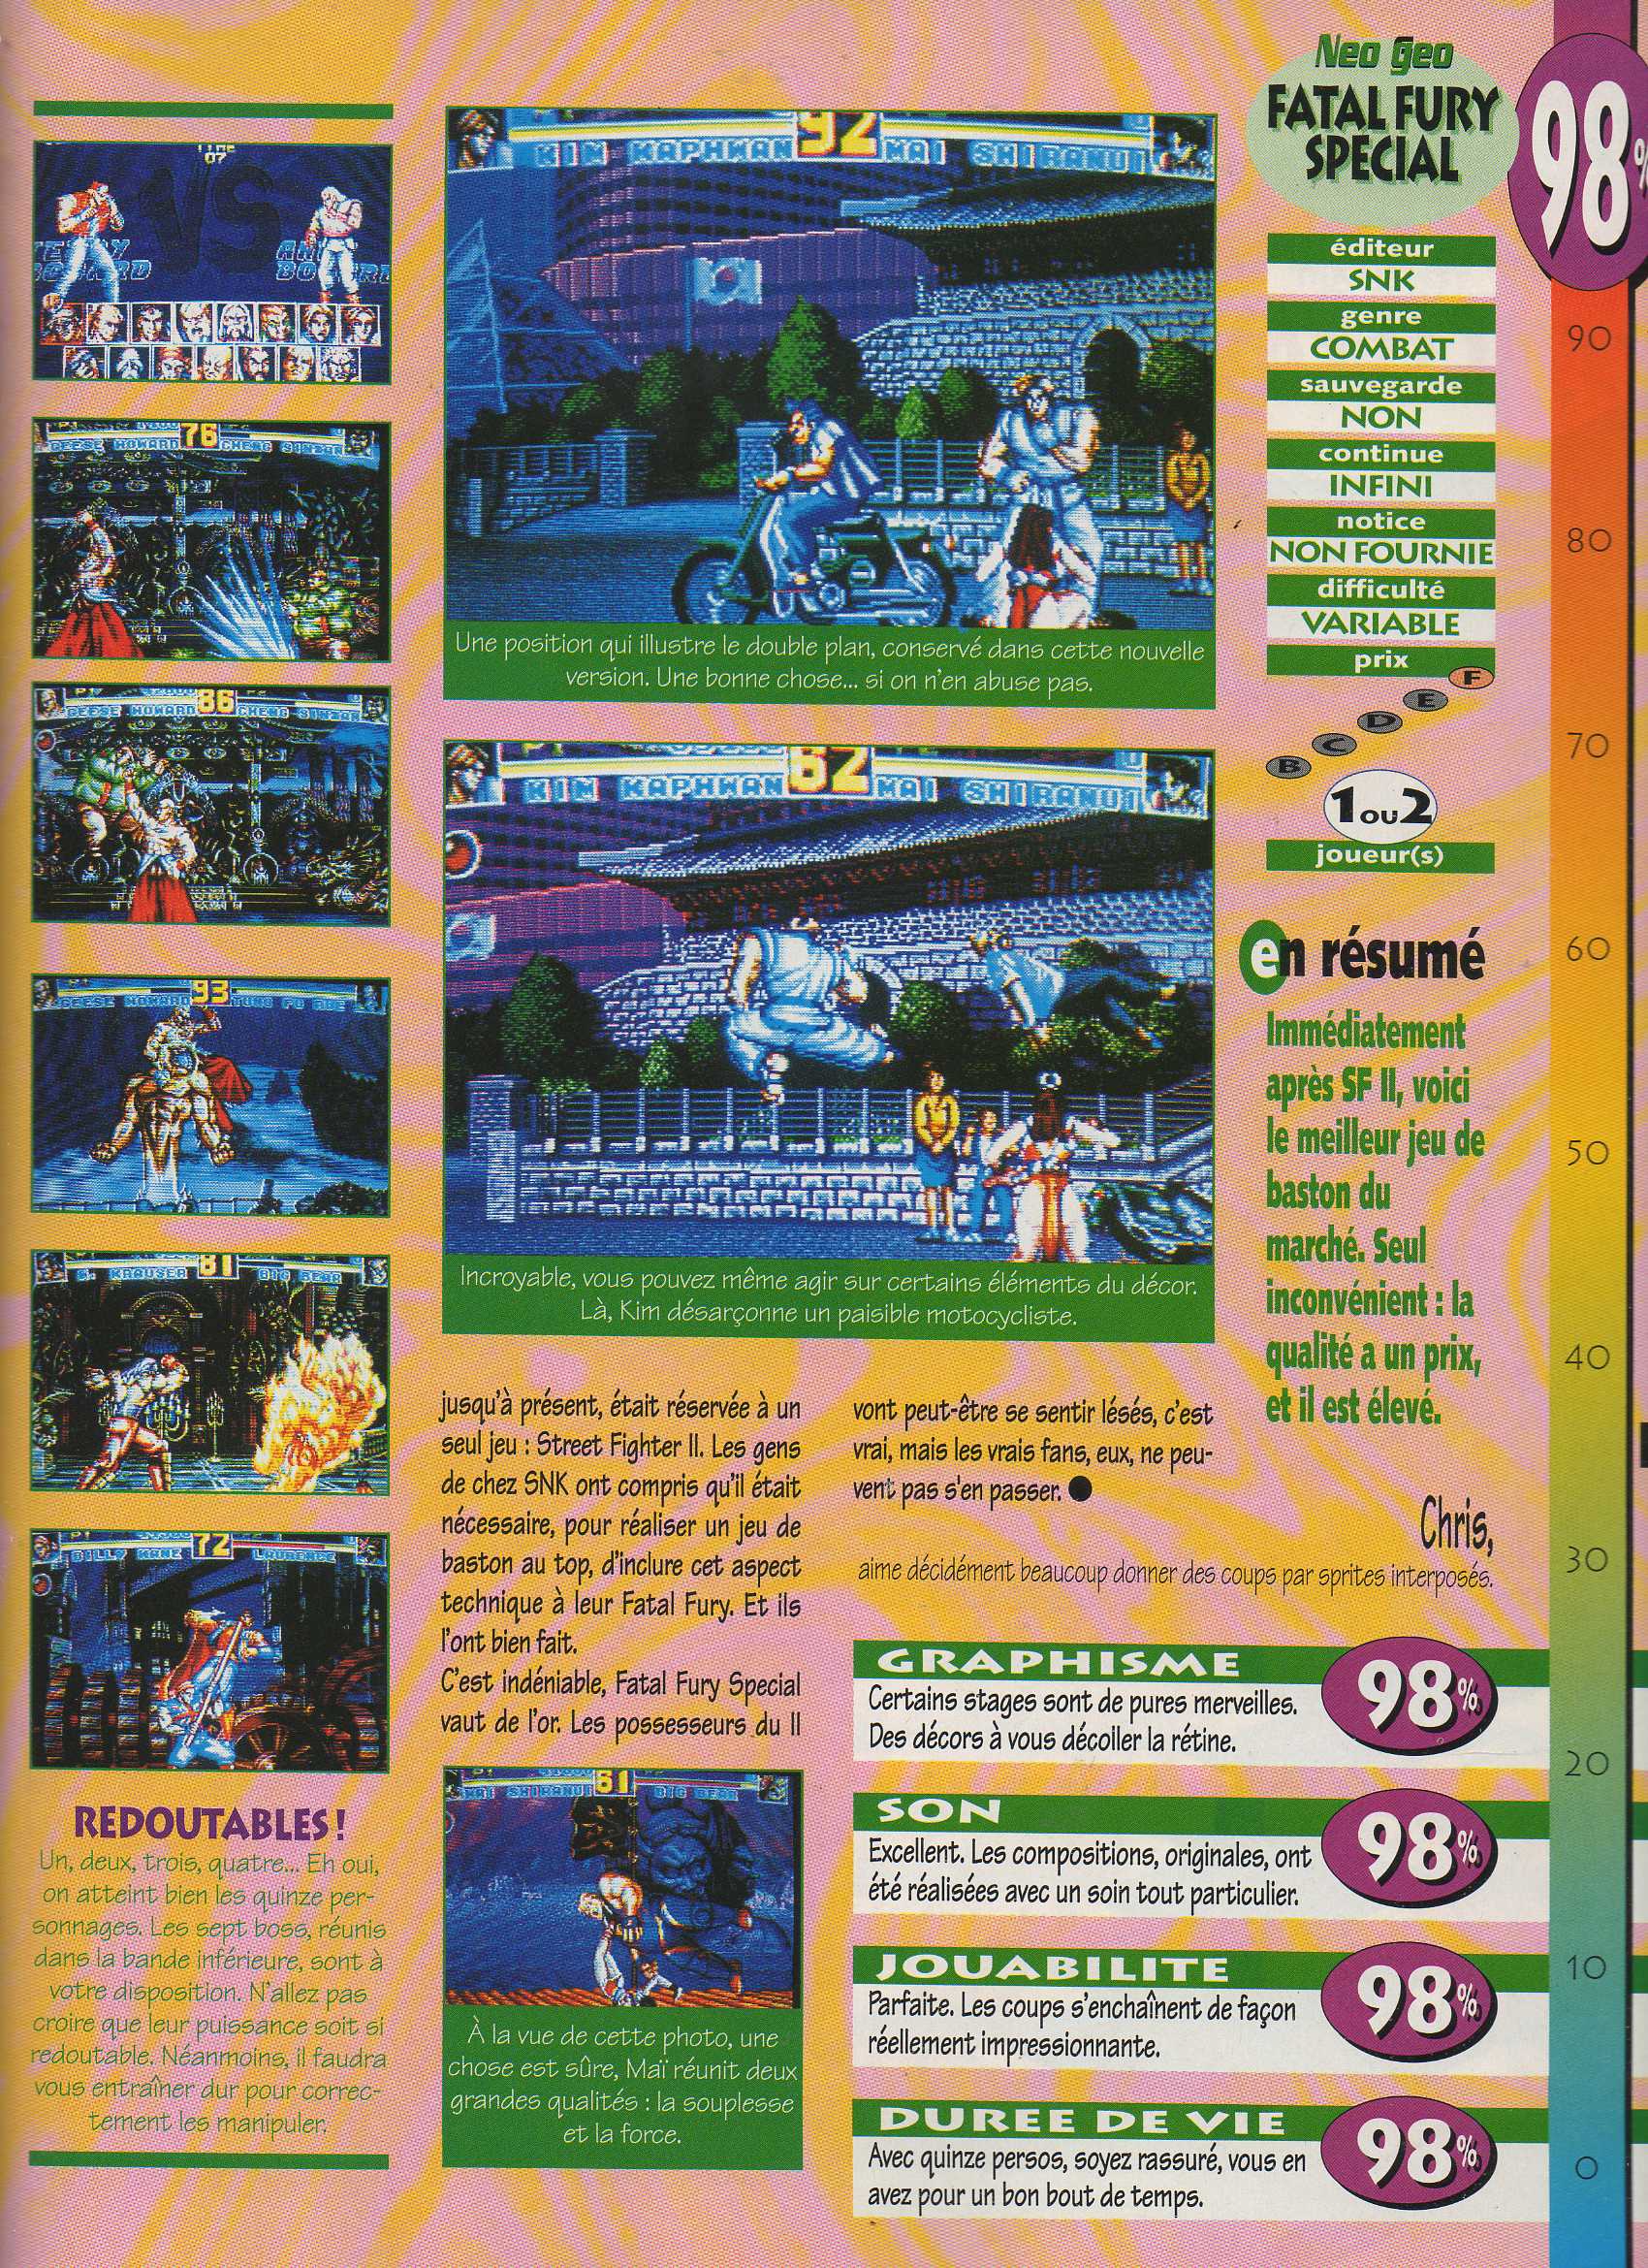 TIME
07
VS
76
GEESE HOWARD CHENG SINZAN
P1
86
GEESE HOWARD CHENG SINZAN
93
GEESE HOWARD TUNG FU RUE
81
W. KRAUSER BIG BEAR
P1
72
BILLY KANE LAURENCE
REDOUTABLES !
Un, deux, trois, quatre... Eh oui,
on atteint bien les quinze per-
sonnages. Les sept boss, réunis
dans la bande inférieure, sont à
votre disposition. N'allez pas
croire que leur puissance soit si
redoutable. Néanmoins, il faudra
vous entraîner dur pour correc-
tement les manipuler.
92
KIM KAPHWAN MAI SHIRANUI
Une position qui illustre le double plan, conservé dans cette nouvelle
version. Une bonne chose... si on n'en abuse pas.
P1
62
KIM KAPHWAN MAI SHIRANUI
Incroyable, vous pouvez même agir sur certains éléments du décor.
Là, Kim désarçonne un paisible motocycliste.
jusqu'à présent, était réservée à un
seul jeu : Street Fighter II. Les gens
de chez SNK ont compris qu'il était
nécessaire, pour réaliser un jeu de
baston au top, d'inclure cet aspect
technique à leur Fatal Fury. Et ils
l'ont bien fait.
C'est indéniable, Fatal Fury Special
vaut de l'or. Les possesseurs du II
61
MAI SHIRANUI BIG BEAR
À la vue de cette photo, une
chose est sûre, Maï réunit deux
grandes qualités : la souplesse
et la force.
vont peut-être se sentir lésés, c'est
vrai, mais les vrais fans, eux, ne peu-
vent pas s'en passer. ●
Chris,
aime décidément beaucoup donner des coups par sprites interposés.
Neo Geo
FATAL FURY
SPECIAL
98%
éditeur
SNK
genre
COMBAT
sauvegarde
NON
continue
INFINI
notice
NON FOURNIE
difficulté
VARIABLE
prix
B C D E F
1 ou 2
joueur(s)
en résumé
Immédiatement
après SF II, voici
le meilleur jeu de
baston du
marché. Seul
inconvénient : la
qualité a un prix,
et il est élevé.
GRAPHISME
Certains stages sont de pures merveilles.
Des décors à vous décoller la rétine.
98%
SON
Excellent. Les compositions, originales, ont
été réalisées avec un soin tout particulier.
98%
JOUABILITE
Parfaite. Les coups s'enchaînent de façon
réellement impressionnante.
98%
DUREE DE VIE
Avec quinze persos, soyez rassuré, vous en
avez pour un bon bout de temps.
98%
90
80
70
60
50
40
30
20
10
0